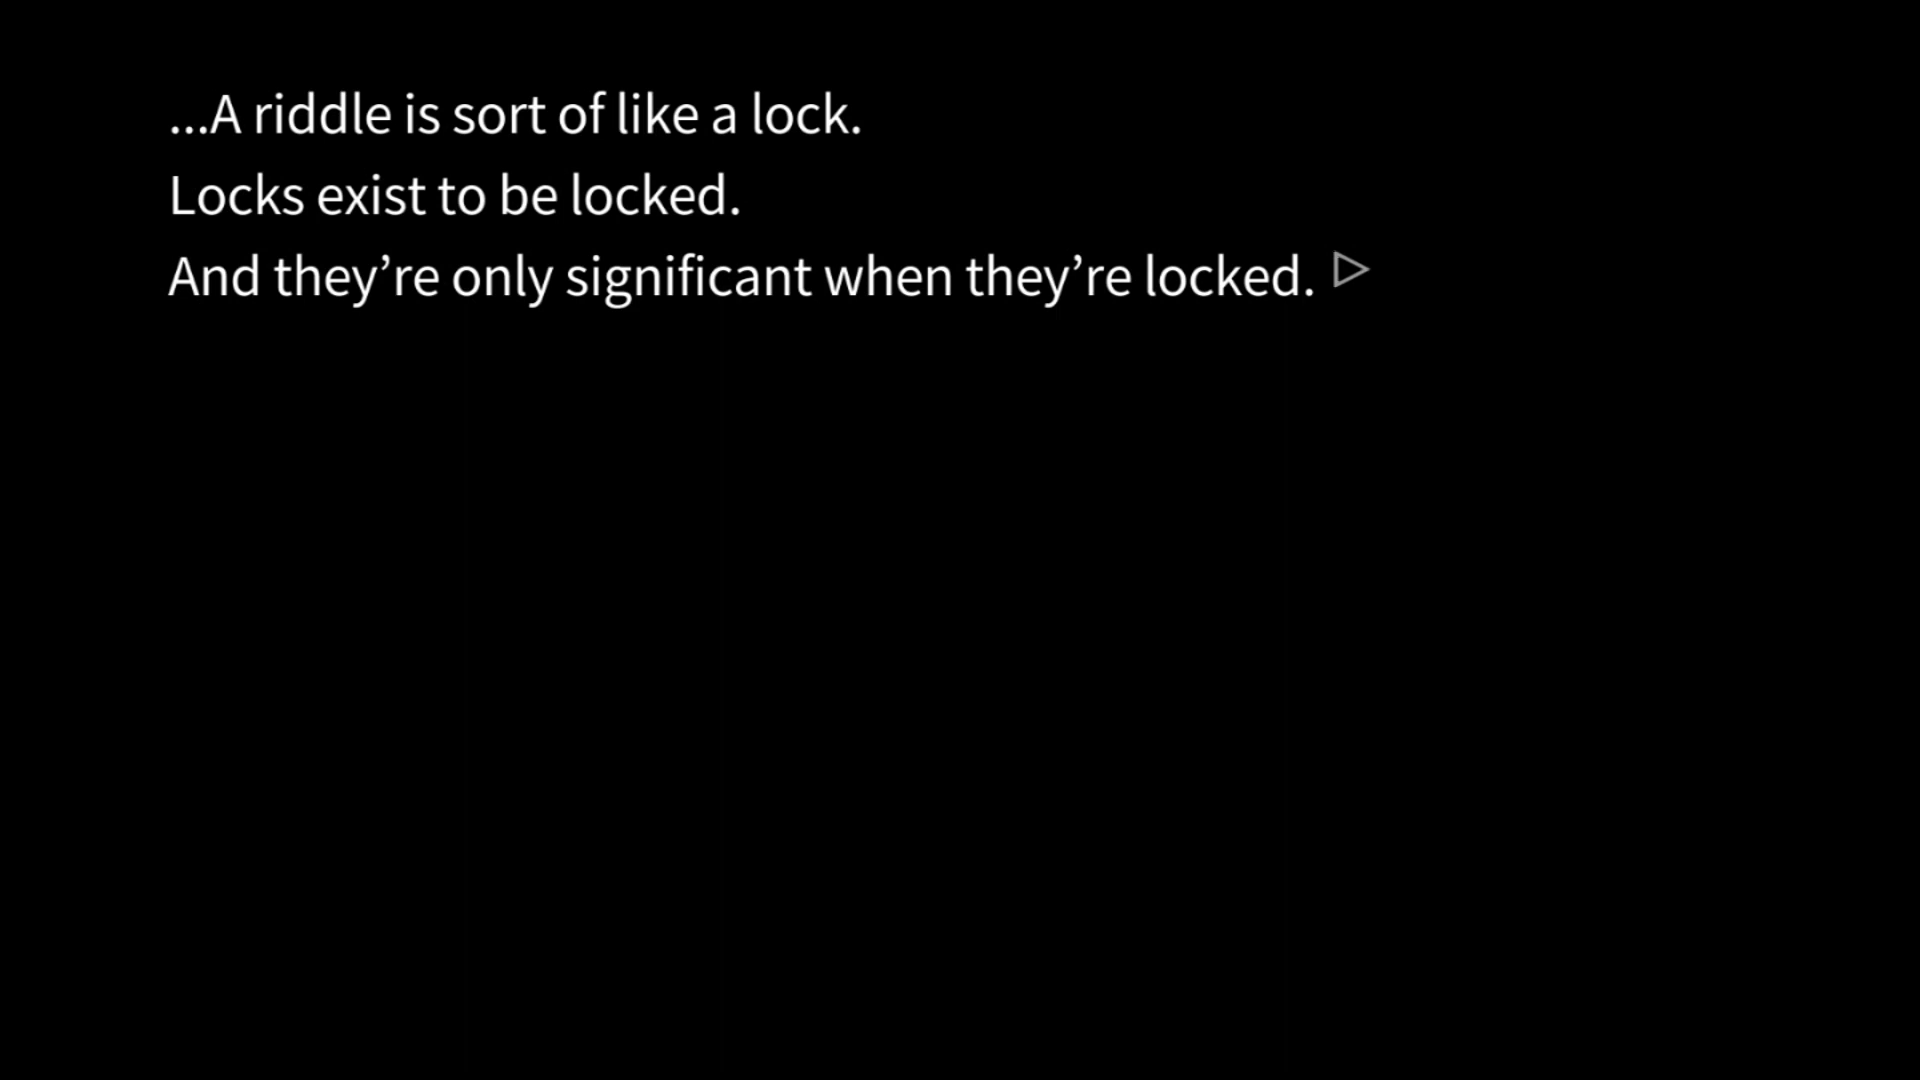 ...A riddle is sort of like a lock.
Locks exist to be locked.
And they’re only significant when they’re locked.